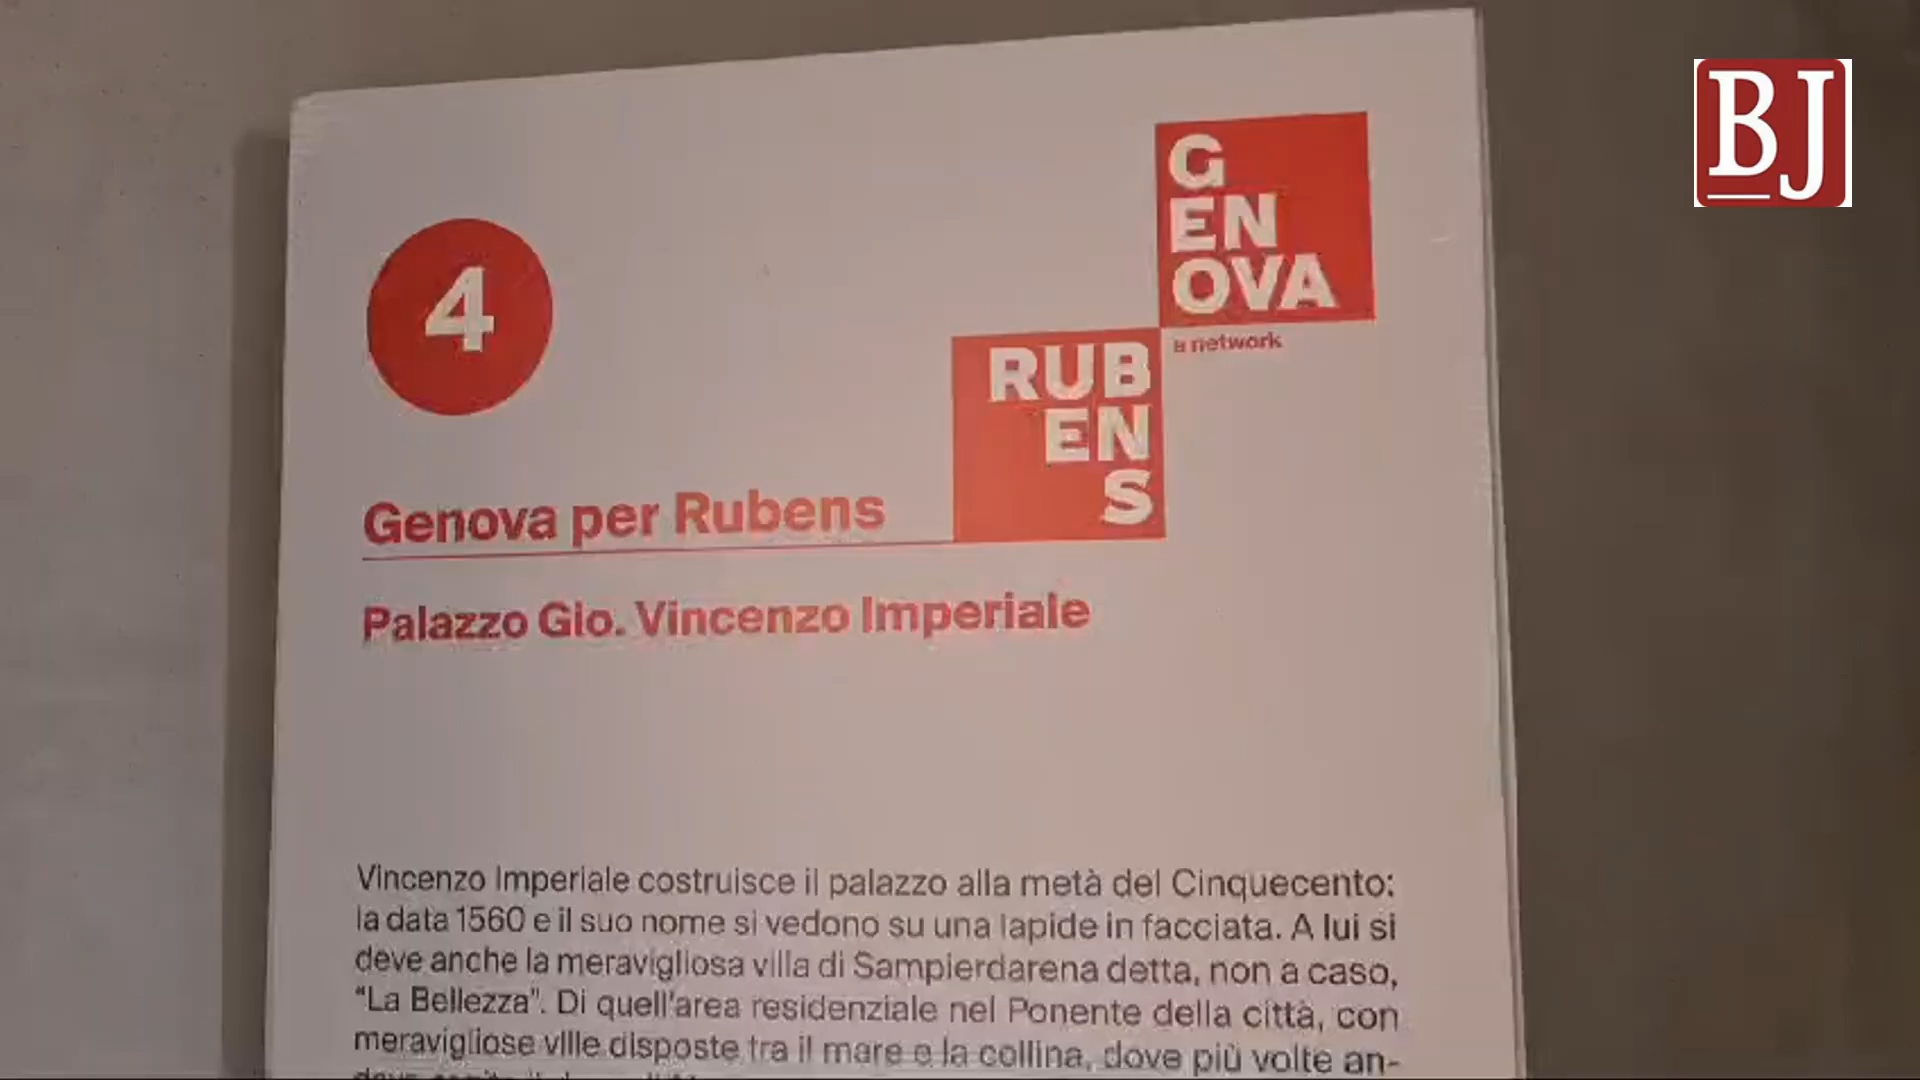 BJ
G
EN
OVA
a network
4
RUB
EN
S
Genova per Rubens
Palazzo Gio. Vincenzo Imperiale
Vincenzo Imperiale costruisce il palazzo alla metà del Cinquecento:
la data 1560 e il suo nome si vedono su una lapide in facciata. A lui si
deve anche la meravigliosa villa di Sampierdarena detta, non a caso,
“La Bellezza”. Di quell'area residenziale nel Ponente della città, con
meravigliose ville disposte tra il mare e la collina, dove più volte an-